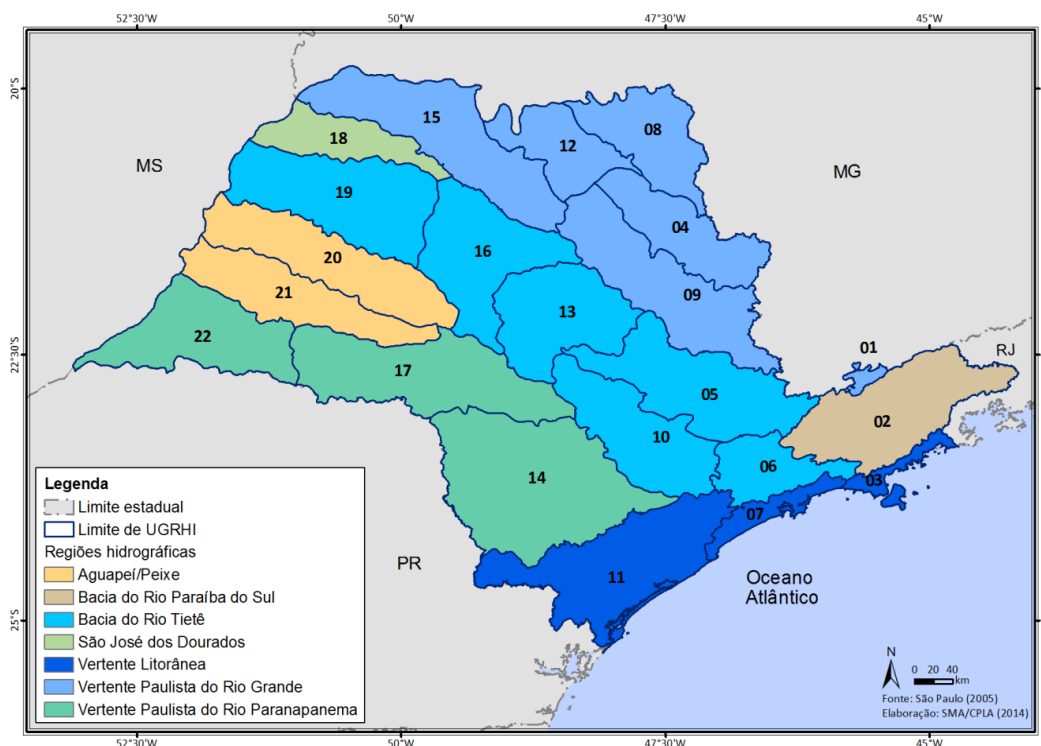 52°30'W 50°W 47°30'W 45°W
20°S
22°30'S
25°S
15
08
12
18
MS
MG
19
04
16
20
09
21
13
22
01
RJ
17
05
02
10
06
14
03
07
PR
11
Oceano
Atlântico
Legenda
Limite estadual
Limite de UGRHI
Regiões hidrográficas
Aguapeí/Peixe
Bacia do Rio Paraíba do Sul
Bacia do Rio Tietê
São José dos Dourados
Vertente Litorânea
Vertente Paulista do Rio Grande
Vertente Paulista do Rio Paranapanema
N
0 20 40
km
Fonte: São Paulo (2005)
Elaboração: SMA/CPLA (2014)
20°S
22°30'S
25°S
52°30'W 50°W 47°30'W 45°W